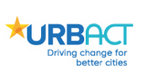 URBACT
Driving change for
better cities